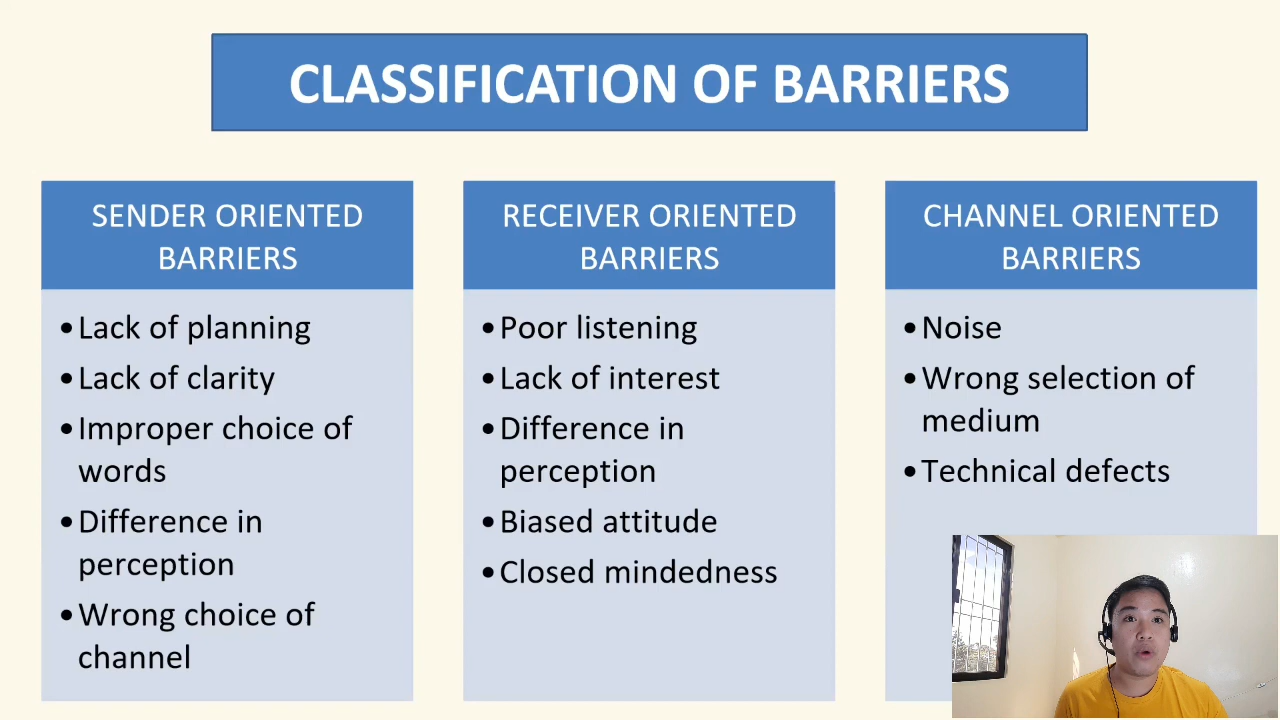 CLASSIFICATION OF BARRIERS
SENDER ORIENTED
BARRIERS
•Lack of planning
•Lack of clarity
•Improper choice of
words
•Difference in
perception
•Wrong choice of
channel
RECEIVER ORIENTED
BARRIERS
•Poor listening
•Lack of interest
•Difference in
perception
•Biased attitude
•Closed mindedness
CHANNEL ORIENTED
BARRIERS
•Noise
•Wrong selection of
medium
•Technical defects